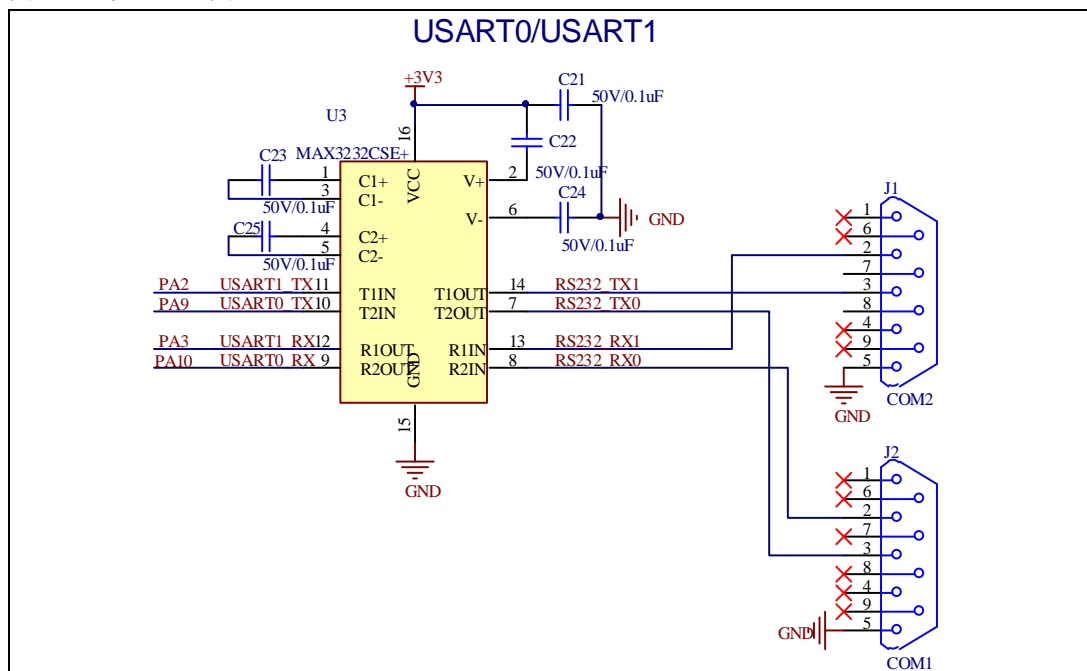 USART0/USART1
+3V3
C21
50V/0.1uF
U3
16
C22
C23
MAX3232CSE+
50V/0.1uF
1
C1+
VCC
V+
2
3
C1-
50V/0.1uF
C24
V-
6
GND
C25
4
C2+
50V/0.1uF
5
C2-
50V/0.1uF
PA2
USART1_TX
11
T1IN
T1OUT
14
RS232_TX1
PA9
USART0_TX
10
T2IN
T2OUT
7
RS232_TX0
PA3
USART1_RX
12
R1OUT
R1IN
13
RS232_RX1
PA10
USART0_RX
9
R2OUT
GND
R2IN
8
RS232_RX0
15
GND
J1
1
6
2
7
3
8
4
9
5
GND
COM2
J2
1
6
2
7
3
8
4
9
5
GND
COM1